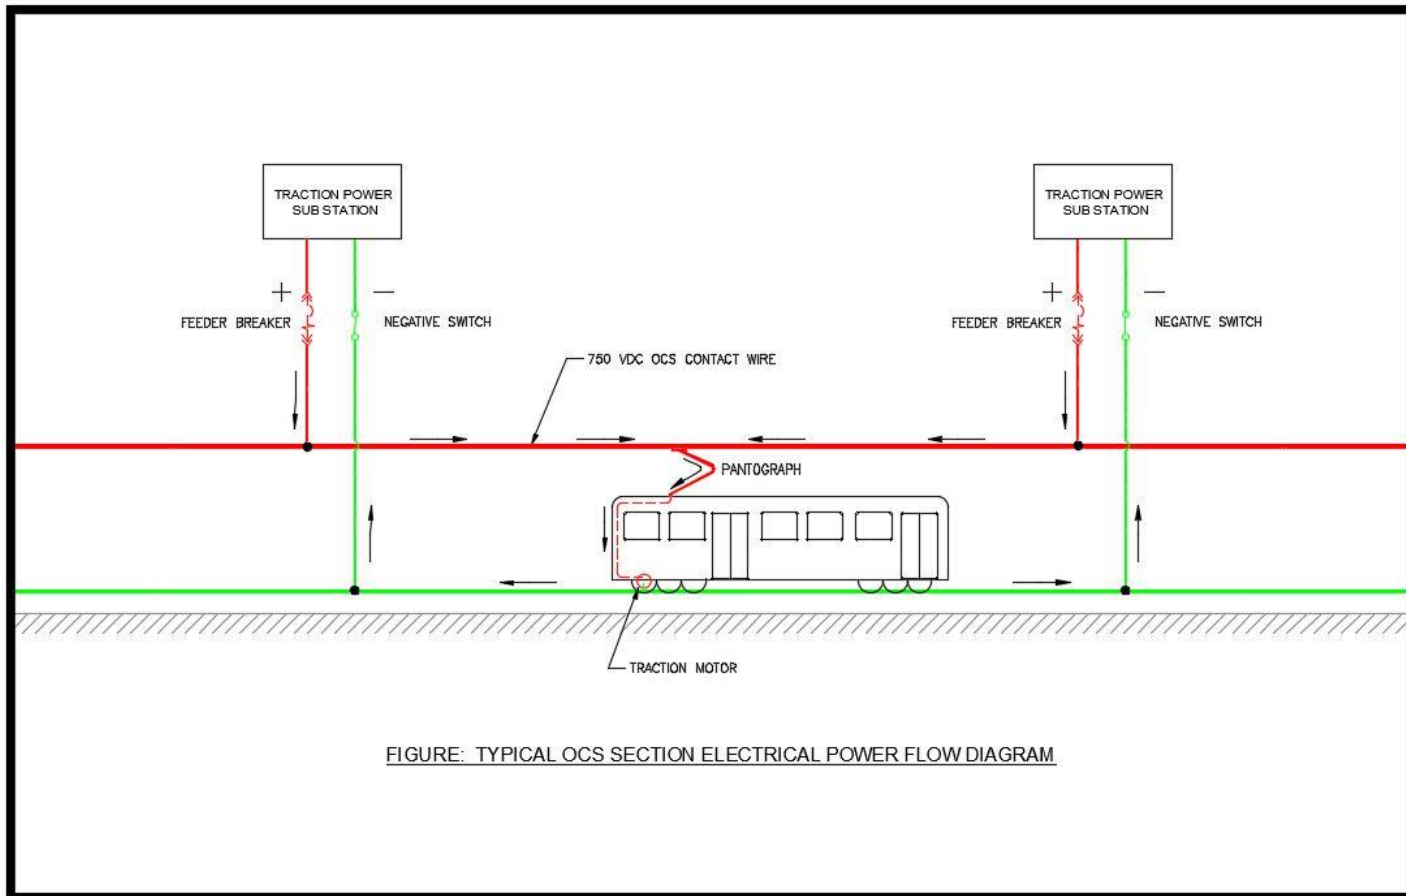 TRACTION POWER
SUB STATION
TRACTION POWER
SUB STATION
+
—
+
—
FEEDER BREAKER
NEGATIVE SWITCH
FEEDER BREAKER
NEGATIVE SWITCH
750 VDC OCS CONTACT WIRE
PANTOGRAPH
TRACTION MOTOR
FIGURE: TYPICAL OCS SECTION ELECTRICAL POWER FLOW DIAGRAM